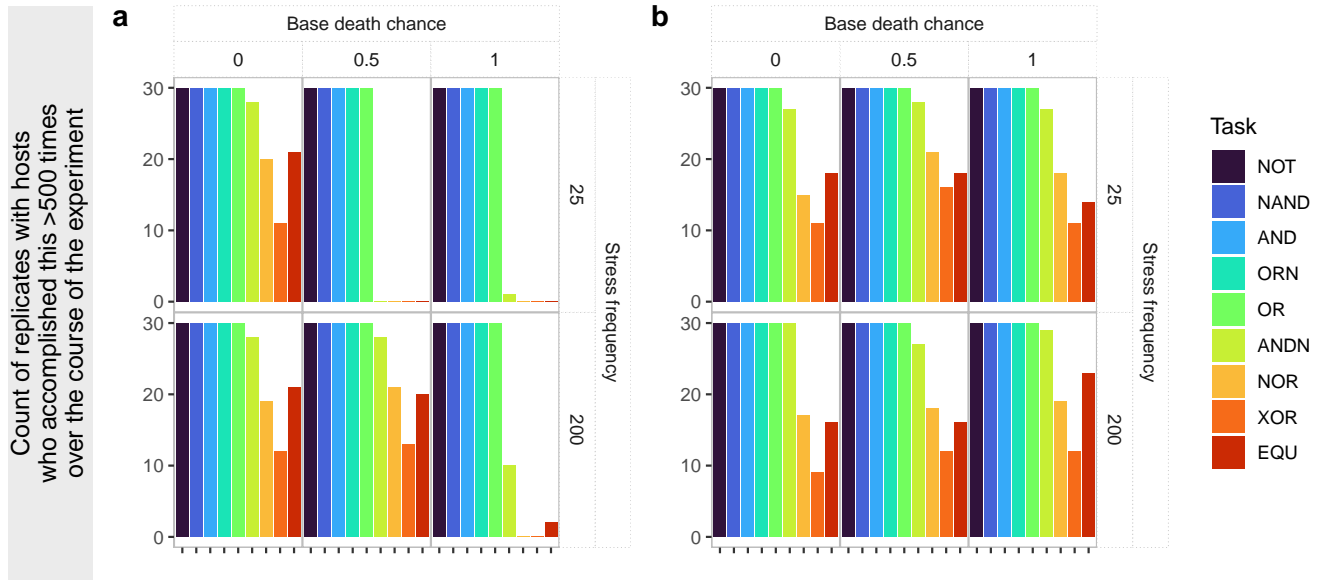 Count of replicates with hosts
who accomplished this >500 times
over the course of the experiment
a
Base death chance
0 0.5 1
30
20
10
0
25
30
20
10
0
200
Stress frequency
b
Base death chance
0 0.5 1
30
20
10
0
25
30
20
10
0
200
Stress frequency
Task
NOT
NAND
AND
ORN
OR
ANDN
NOR
XOR
EQU